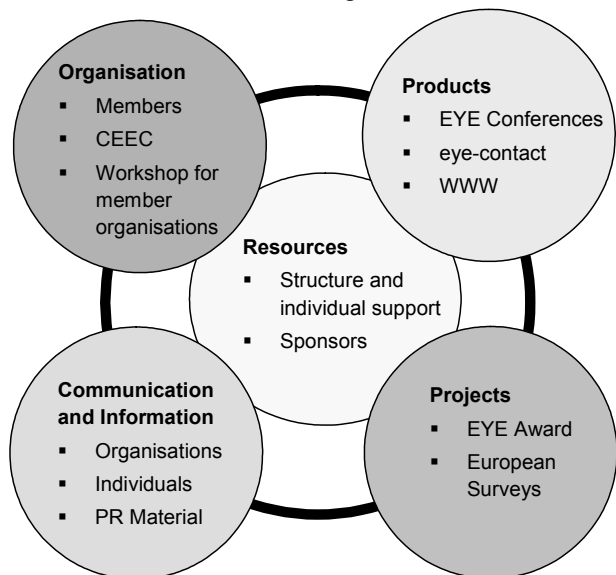 Organisation
▪ Members
▪ CEEC
▪ Workshop for
member
organisations
Products
▪ EYE Conferences
▪ eye-contact
▪ WWW
Resources
▪ Structure and
individual support
▪ Sponsors
Communication
and Information
▪ Organisations
▪ Individuals
▪ PR Material
Projects
▪ EYE Award
▪ European
Surveys